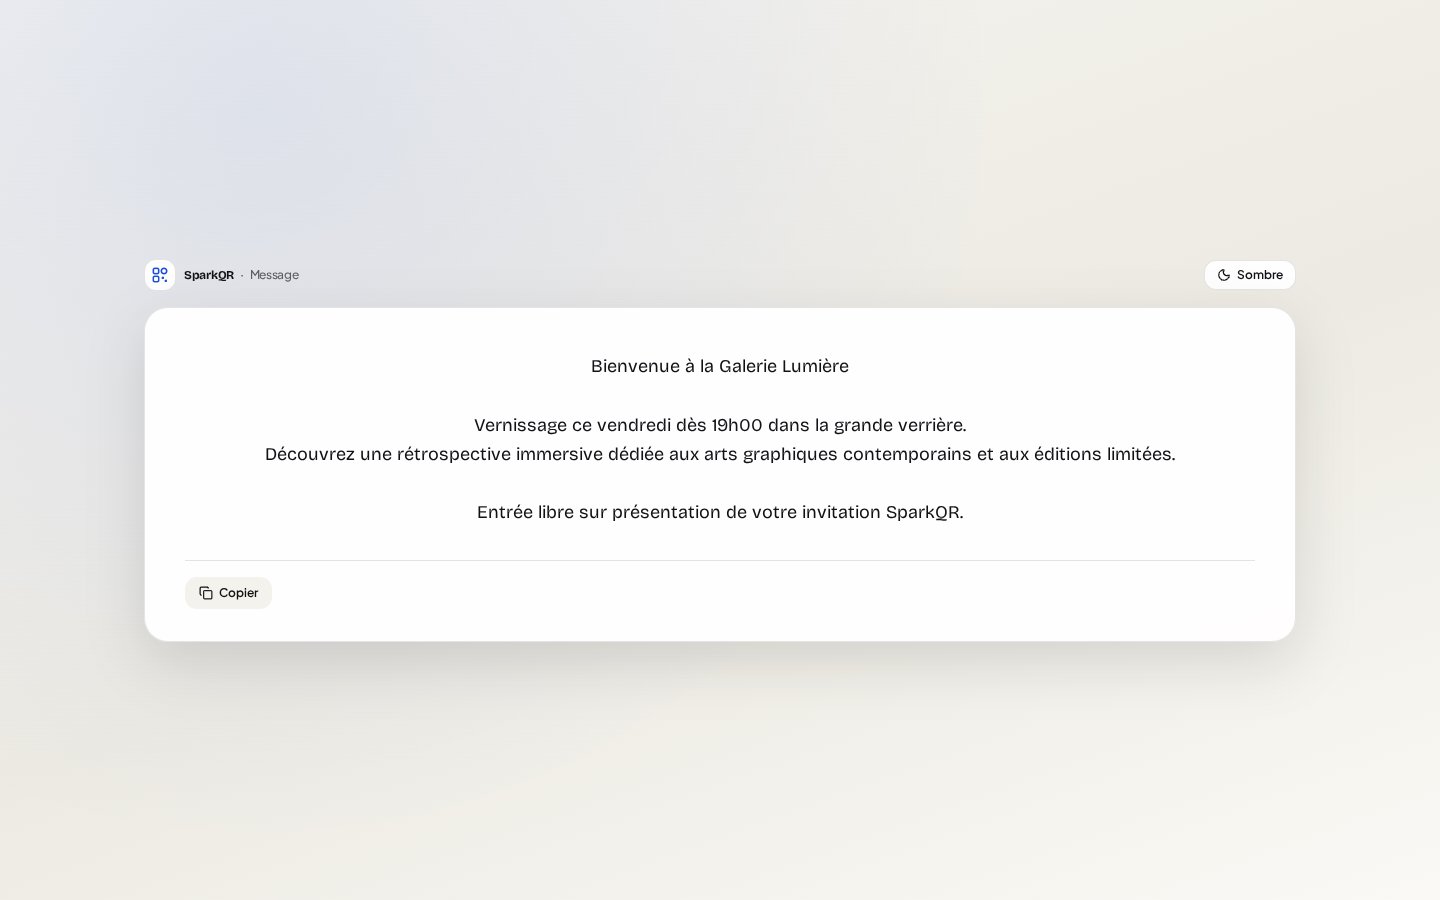 SparkQR · Message
Sombre
Bienvenue à la Galerie Lumière
Vernissage ce vendredi dès 19h00 dans la grande verrière.
Découvrez une rétrospective immersive dédiée aux arts graphiques contemporains et aux éditions limitées.
Entrée libre sur présentation de votre invitation SparkQR.
Copier